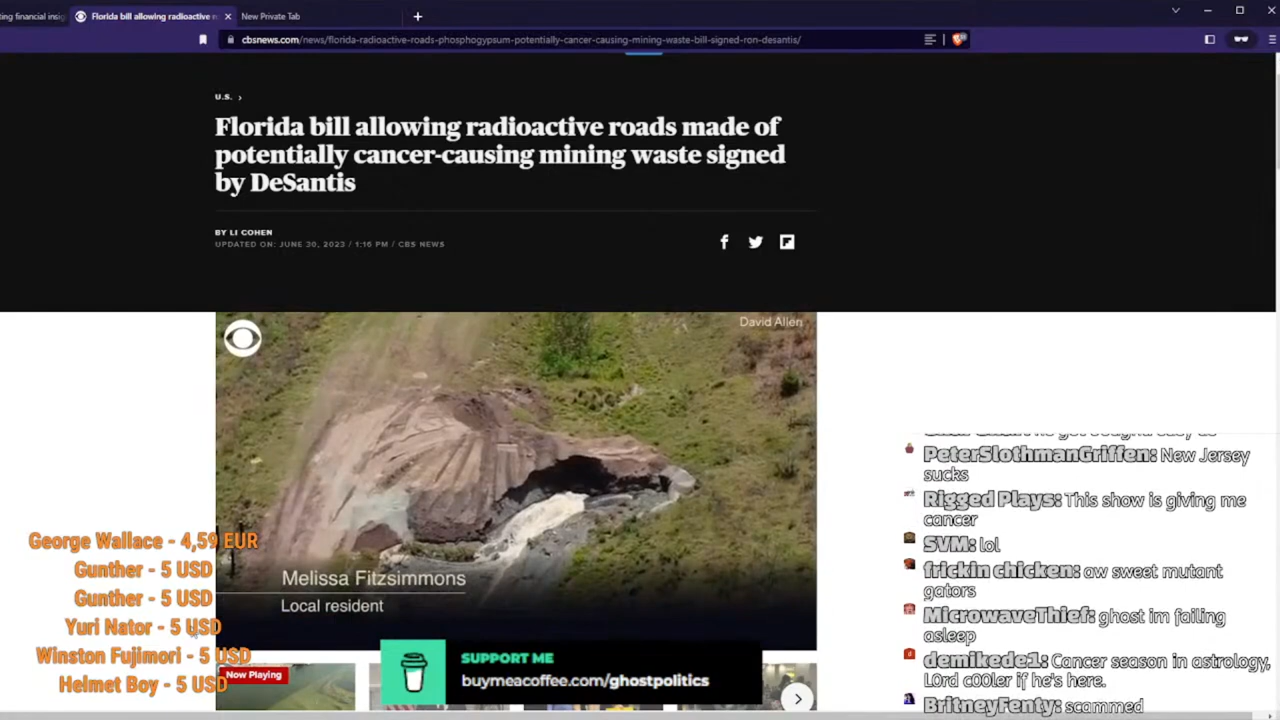 ting financial insig
Florida bill allowing radioactive r
New Private Tab
cbsnews.com/news/florida-radioactive-roads-phosphogypsum-potentially-cancer-causing-mining-waste-bill-signed-ron-desantis/
U.S. ›
Florida bill allowing radioactive roads made of
potentially cancer-causing mining waste signed
by DeSantis
BY LI COHEN
UPDATED ON: JUNE 30, 2023 / 1:16 PM / CBS NEWS
David Allen
Melissa Fitzsimmons
Local resident
Now Playing
George Wallace - 4,59 EUR
Gunther - 5 USD
Gunther - 5 USD
Yuri Nator - 5 USD
Winston Fujimori - 5 USD
Helmet Boy - 5 USD
SUPPORT ME
buymeacoffee.com/ghostpolitics
PeterSlothmanGriffen: New Jersey
sucks
Rigged Plays: This show is giving me
cancer
SVM: lol
frickin chicken: aw sweet mutant
gators
MicrowaveThief: ghost im failing
asleep
demikede1: Cancer season in astrology,
L0rd c00ler if he's here.
BritneyFenty: scammed